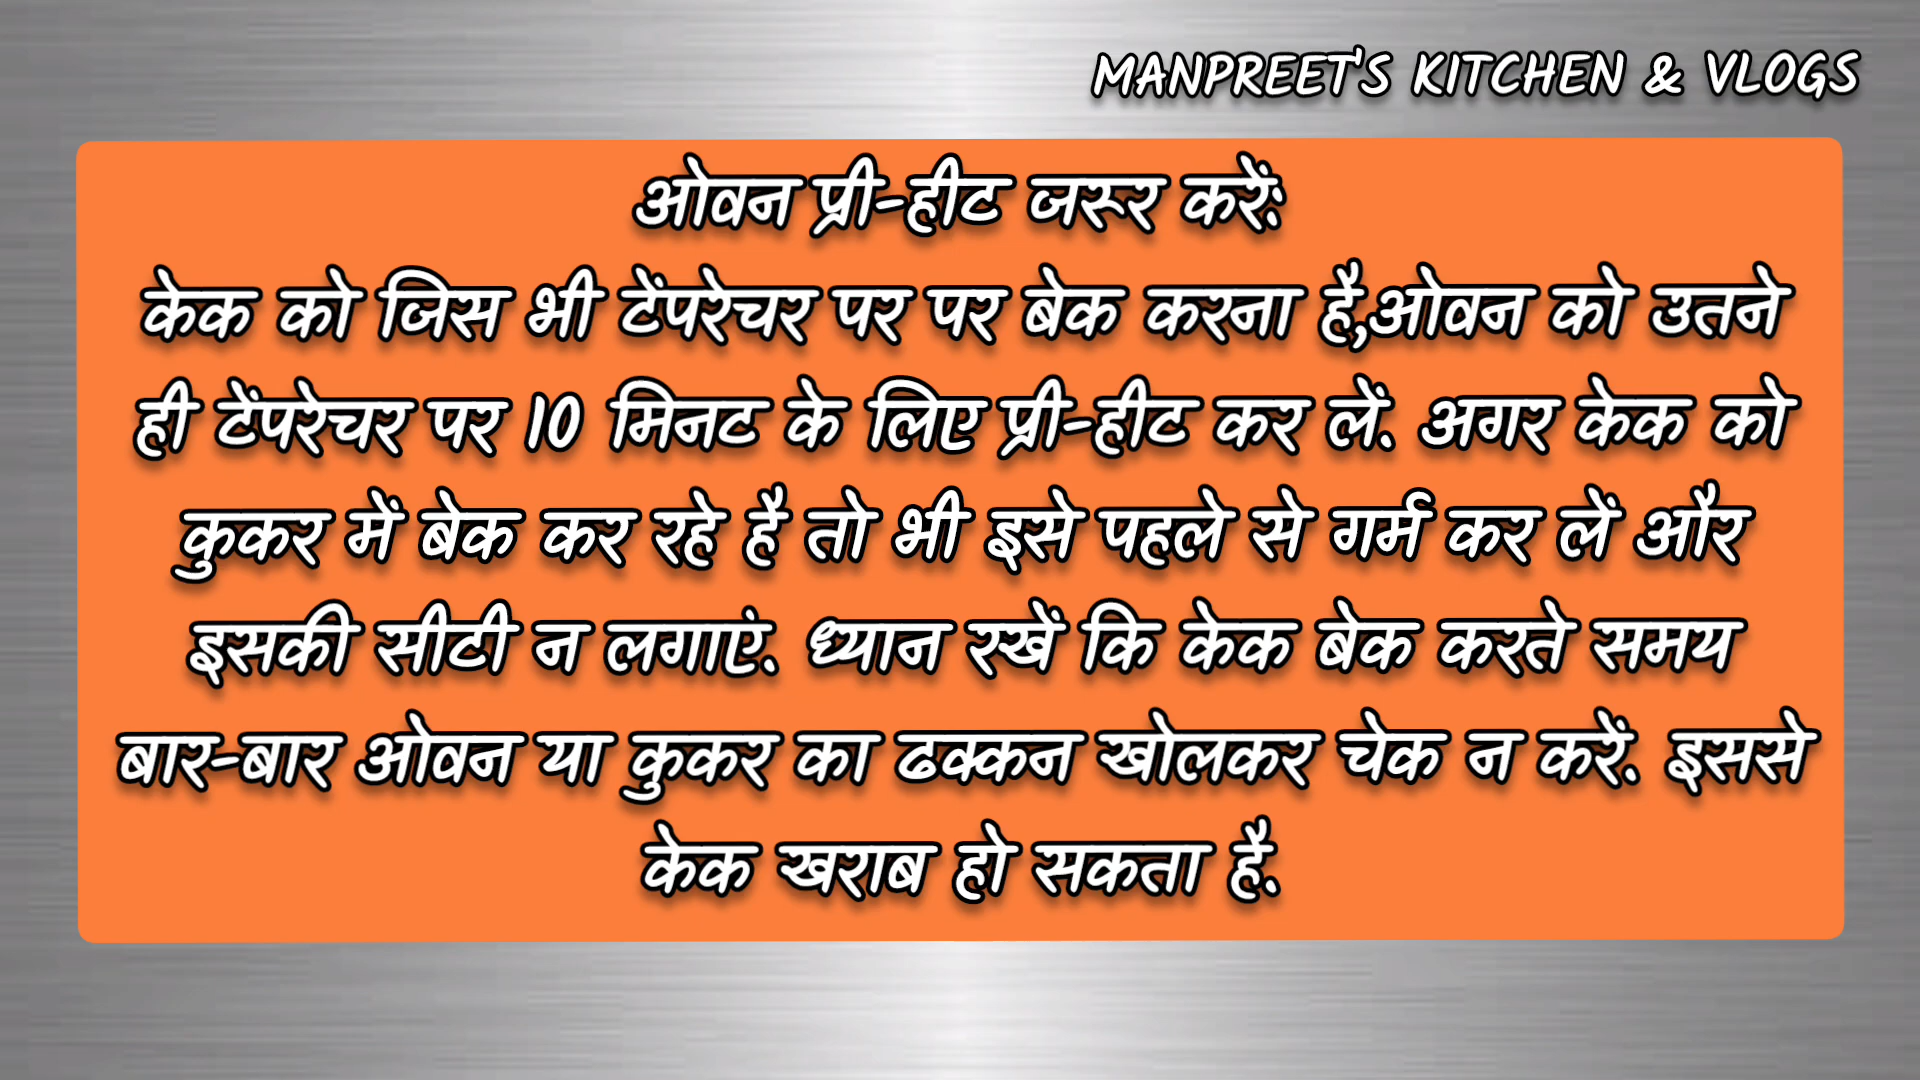 MANPREET'S KITCHEN & VLOGS
ओवन प्री-हीट जरूर करें:
केक को जिस भी टेंपरेचर पर पर बेक करना है,ओवन को उतने
ही टेंपरेचर पर 10 मिनट के लिए प्री-हीट कर लें. अगर केक को
कुकर में बेक कर रहे है तो भी इसे पहले से गर्म कर लें और
इसकी सीटी न लगाएं. ध्यान रखें कि केक बेक करते समय
बार-बार ओवन या कुकर का ढक्कन खोलकर चेक न करें. इससे
केक खराब हो सकता है.